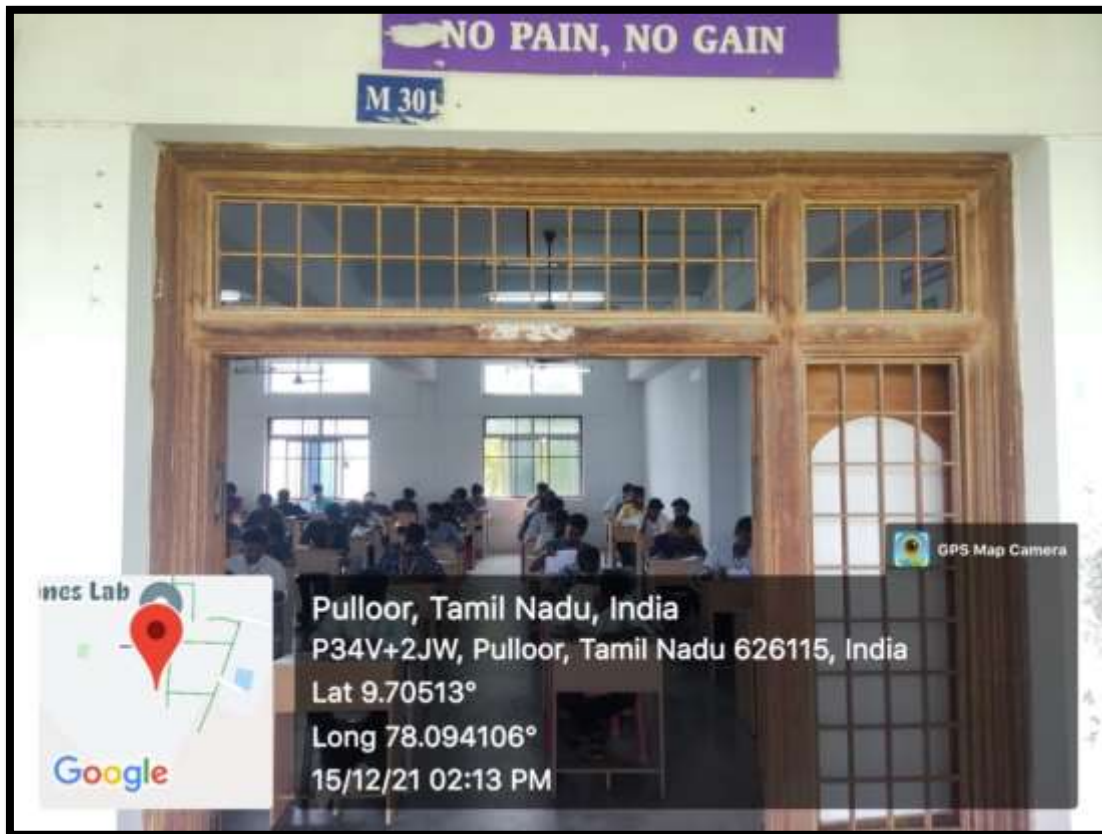 NO PAIN, NO GAIN
M 301
GPS Map Camera
nes Lab
Pulloor, Tamil Nadu, India
P34V+2JW, Pulloor, Tamil Nadu 626115, India
Lat 9.70513°
Long 78.094106°
15/12/21 02:13 PM
Google